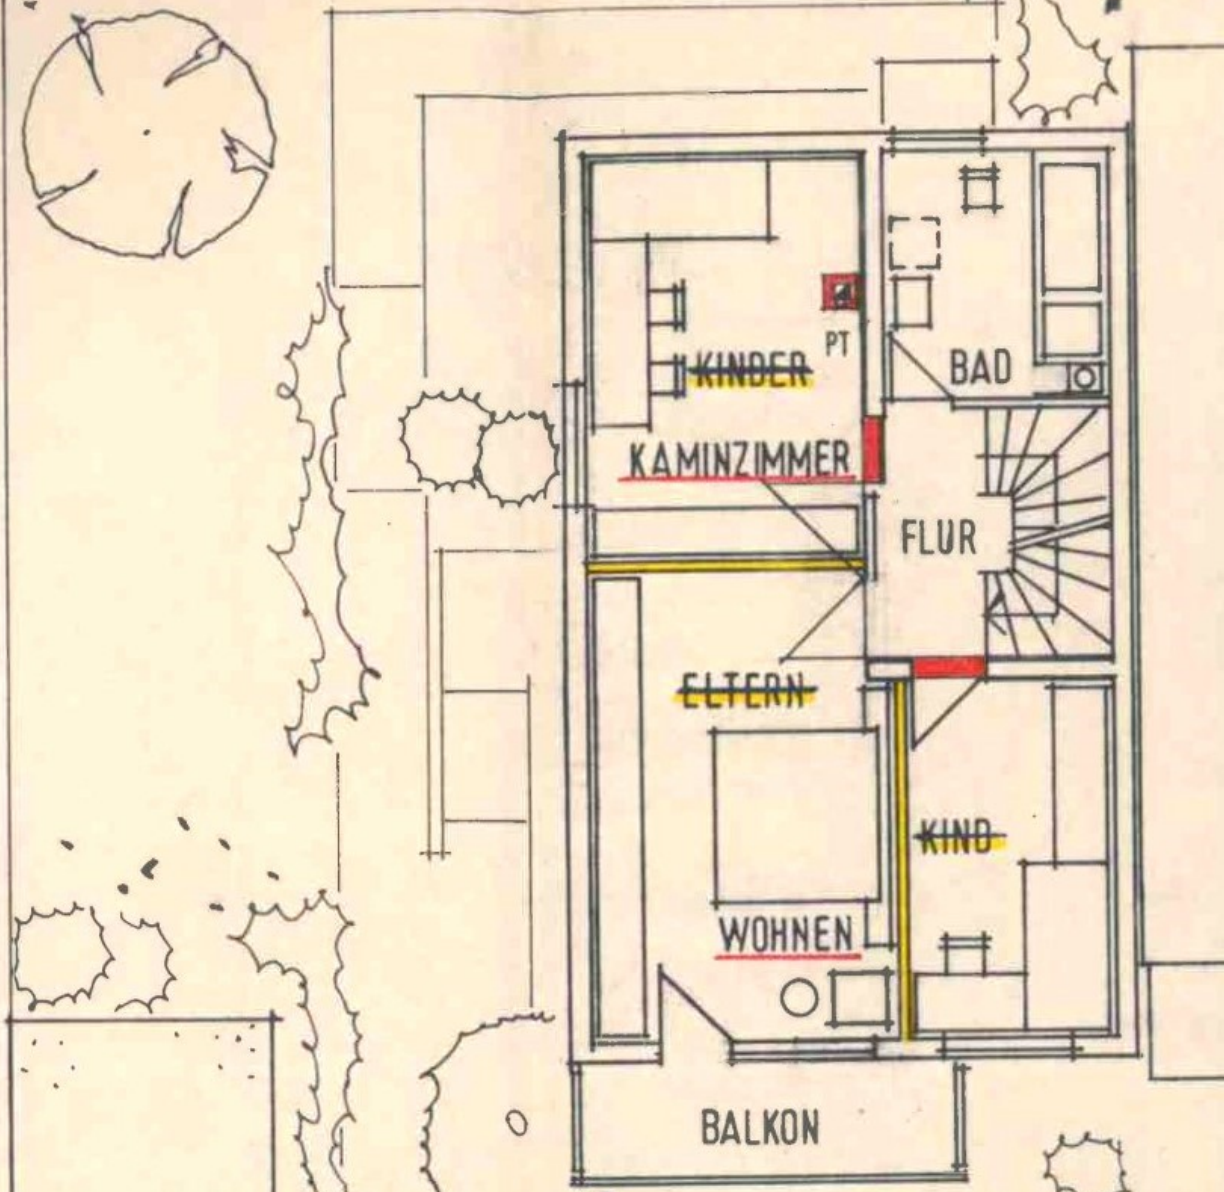 PT
KINDER
BAD
KAMINZIMMER
FLUR
ELTERN
KIND
WOHNEN
BALKON